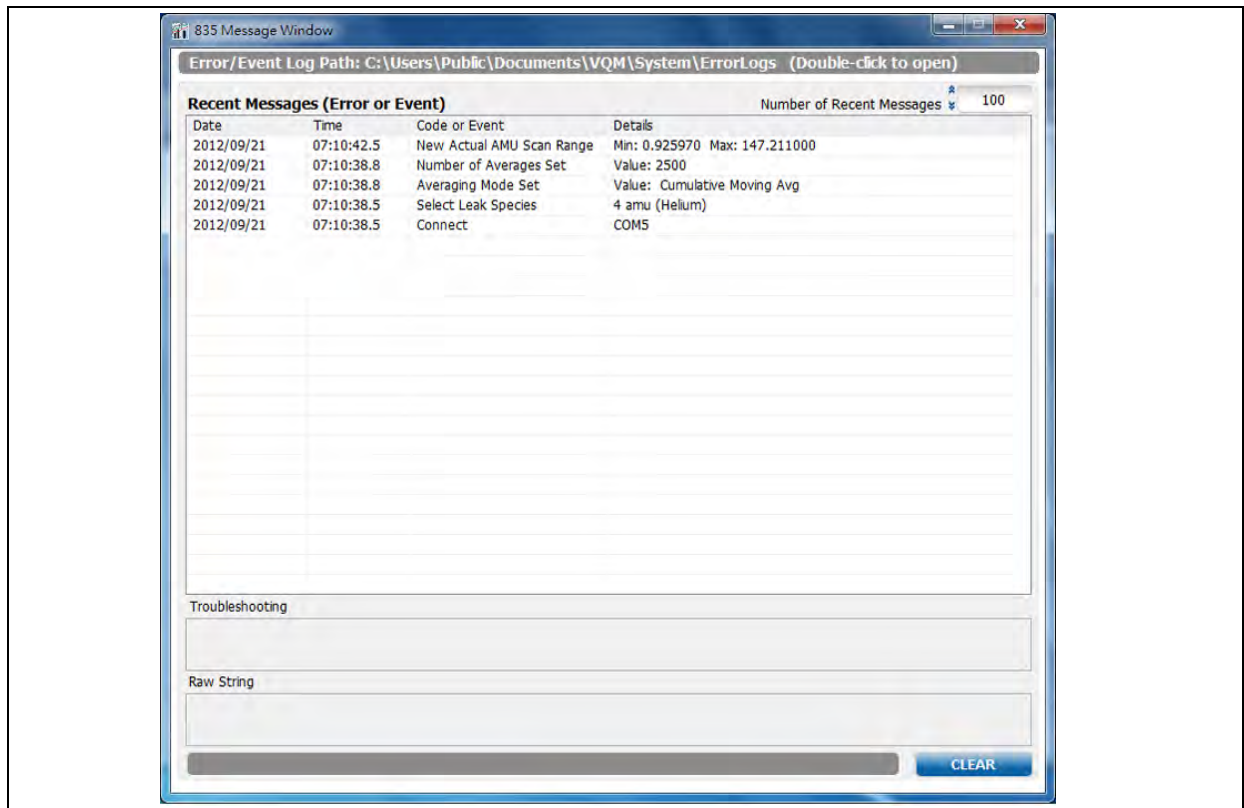 835 Message Window
Error/Event Log Path: C:\Users\Public\Documents\VQM\System\ErrorLogs (Double-click to open)
Recent Messages (Error or Event) Number of Recent Messages 100
Date Time Code or Event Details
2012/09/21 07:10:42.5 New Actual AMU Scan Range Min: 0.925970 Max: 147.211000
2012/09/21 07:10:38.8 Number of Averages Set Value: 2500
2012/09/21 07:10:38.8 Averaging Mode Set Value: Cumulative Moving Avg
2012/09/21 07:10:38.5 Select Leak Species 4 amu (Helium)
2012/09/21 07:10:38.5 Connect COM5
Troubleshooting
Raw String
CLEAR